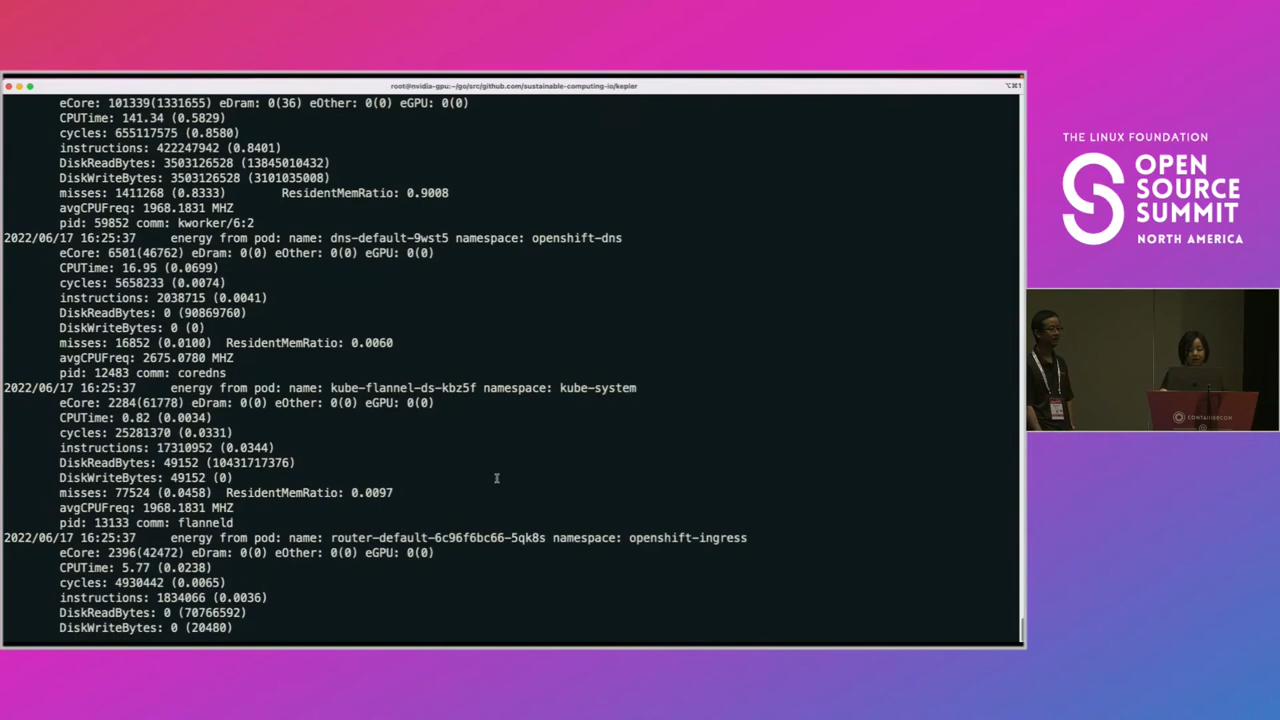 root@nvidia-gpu:~/go/src/github.com/sustainable-computing-io/kepler
⌥⌘1
eCore: 101339(1331655) eDram: 0(36) eOther: 0(0) eGPU: 0(0)
CPUTime: 141.34 (0.5829)
cycles: 655117575 (0.8580)
instructions: 422247942 (0.8401)
DiskReadBytes: 3503126528 (13845010432)
DiskWriteBytes: 3503126528 (3101035008)
misses: 1411268 (0.8333) ResidentMemRatio: 0.9008
avgCPUFreq: 1968.1831 MHZ
pid: 59852 comm: kworker/6:2
2022/06/17 16:25:37 energy from pod: name: dns-default-9wst5 namespace: openshift-dns
eCore: 6501(46762) eDram: 0(0) eOther: 0(0) eGPU: 0(0)
CPUTime: 16.95 (0.0699)
cycles: 5658233 (0.0074)
instructions: 2038715 (0.0041)
DiskReadBytes: 0 (90869760)
DiskWriteBytes: 0 (0)
misses: 16852 (0.0100) ResidentMemRatio: 0.0060
avgCPUFreq: 2675.0780 MHZ
pid: 12483 comm: coredns
2022/06/17 16:25:37 energy from pod: name: kube-flannel-ds-kbz5f namespace: kube-system
eCore: 2284(61778) eDram: 0(0) eOther: 0(0) eGPU: 0(0)
CPUTime: 0.82 (0.0034)
cycles: 25281370 (0.0331)
instructions: 17310952 (0.0344)
DiskReadBytes: 49152 (10431717376)
DiskWriteBytes: 49152 (0)
misses: 77524 (0.0458) ResidentMemRatio: 0.0097
avgCPUFreq: 1968.1831 MHZ
pid: 13133 comm: flanneld
2022/06/17 16:25:37 energy from pod: name: router-default-6c96f6bc66-5qk8s namespace: openshift-ingress
eCore: 2396(42472) eDram: 0(0) eOther: 0(0) eGPU: 0(0)
CPUTime: 5.77 (0.0238)
cycles: 4930442 (0.0065)
instructions: 1834066 (0.0036)
DiskReadBytes: 0 (70766592)
DiskWriteBytes: 0 (20480)
THE LINUX FOUNDATION
OPEN
SOURCE
SUMMIT
NORTH AMERICA
CONTAINERCON